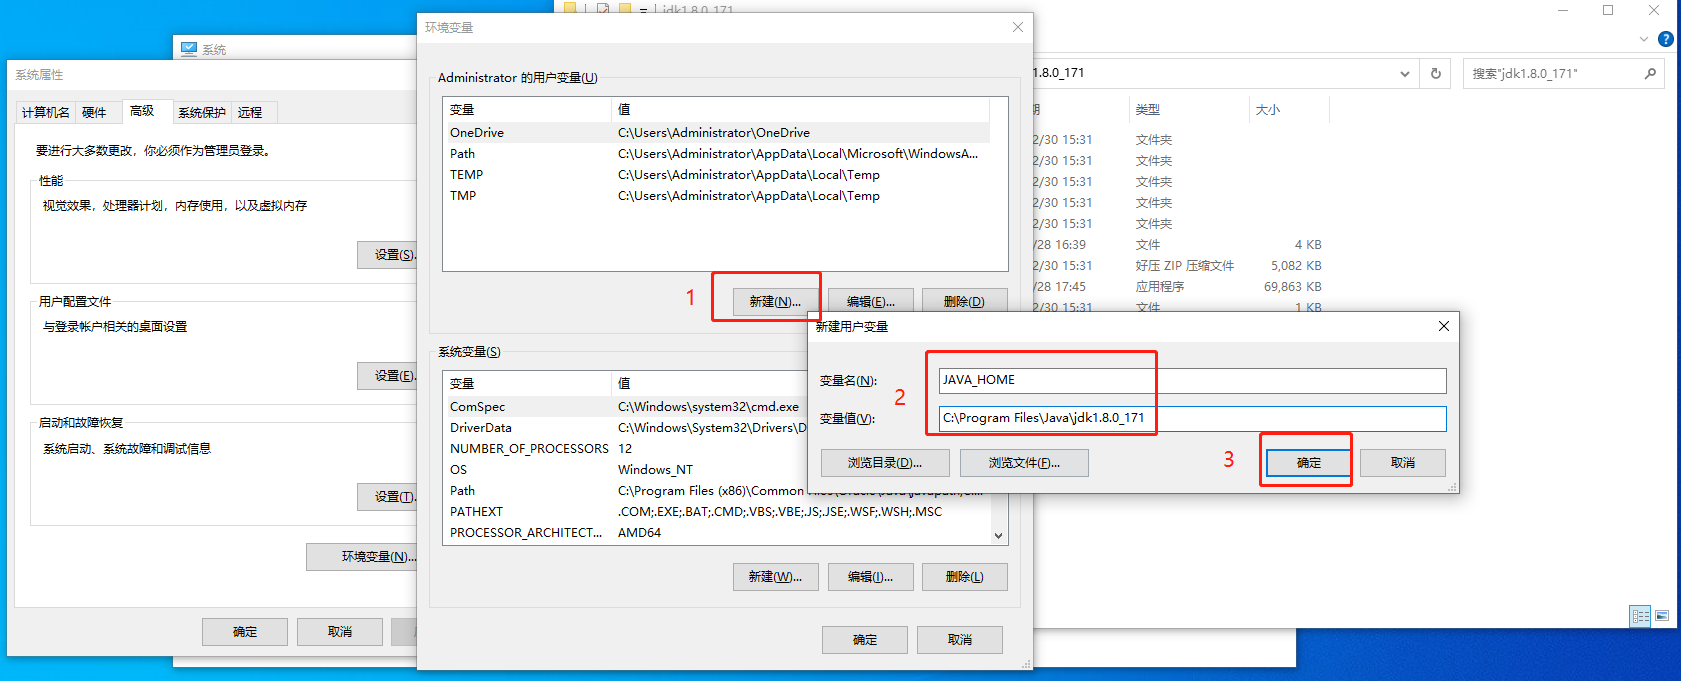 jdk1.8.0_171
系统
系统属性
计算机名
硬件
高级
系统保护
远程
要进行大多数更改，你必须作为管理员登录。
性能
视觉效果，处理器计划，内存使用，以及虚拟内存
设置(S)...
用户配置文件
与登录帐户相关的桌面设置
设置(E)...
启动和故障恢复
系统启动、系统故障和调试信息
设置(T)...
环境变量(N)...
确定
取消
环境变量
Administrator 的用户变量(U)
变量 值
OneDrive C:\Users\Administrator\OneDrive
Path C:\Users\Administrator\AppData\Local\Microsoft\WindowsA...
TEMP C:\Users\Administrator\AppData\Local\Temp
TMP C:\Users\Administrator\AppData\Local\Temp
1
新建(N)...
编辑(E)...
删除(D)
系统变量(S)
变量 值
ComSpec C:\Windows\system32\cmd.exe
DriverData C:\Windows\System32\Drivers\D
NUMBER_OF_PROCESSORS 12
OS Windows_NT
Path C:\Program Files (x86)\Common Files\Oracle\Java\javapath;C:...
PATHEXT .COM;.EXE;.BAT;.CMD;.VBS;.VBE;.JS;.JSE;.WSF;.WSH;.MSC
PROCESSOR_ARCHITECT... AMD64
新建(W)...
编辑(I)...
删除(L)
确定
取消
新建用户变量
变量名(N):
JAVA_HOME
2
变量值(V):
C:\Program Files\Java\jdk1.8.0_171
浏览目录(D)...
浏览文件(F)...
3
确定
取消
1.8.0_171
搜索"jdk1.8.0_171"
期 类型 大小
2/30 15:31 文件夹
2/30 15:31 文件夹
2/30 15:31 文件夹
2/30 15:31 文件夹
2/30 15:31 文件夹
/28 16:39 文件 4 KB
2/30 15:31 好压 ZIP 压缩文件 5,082 KB
/28 17:45 应用程序 69,863 KB
2/30 15:31 文件 1 KB